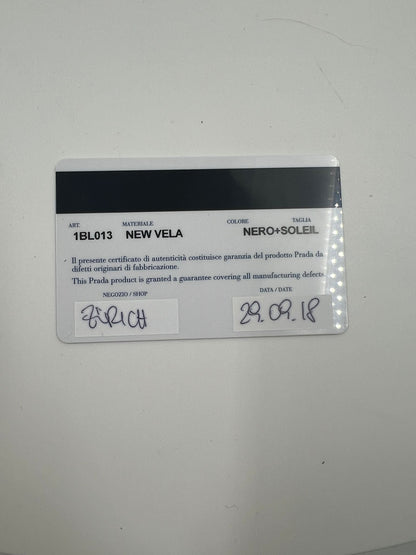 ART. MATERIALE COLORE TAGLIA
1BL013 NEW VELA NERO+SOLEIL
Il presente certificato di autenticità costituisce garanzia del prodotto Prada da
difetti originari di fabbricazione.
This Prada product is granted a guarantee covering all manufacturing defects.
NEGOZIO / SHOP DATA / DATE
ZÜRICH 29.09.18